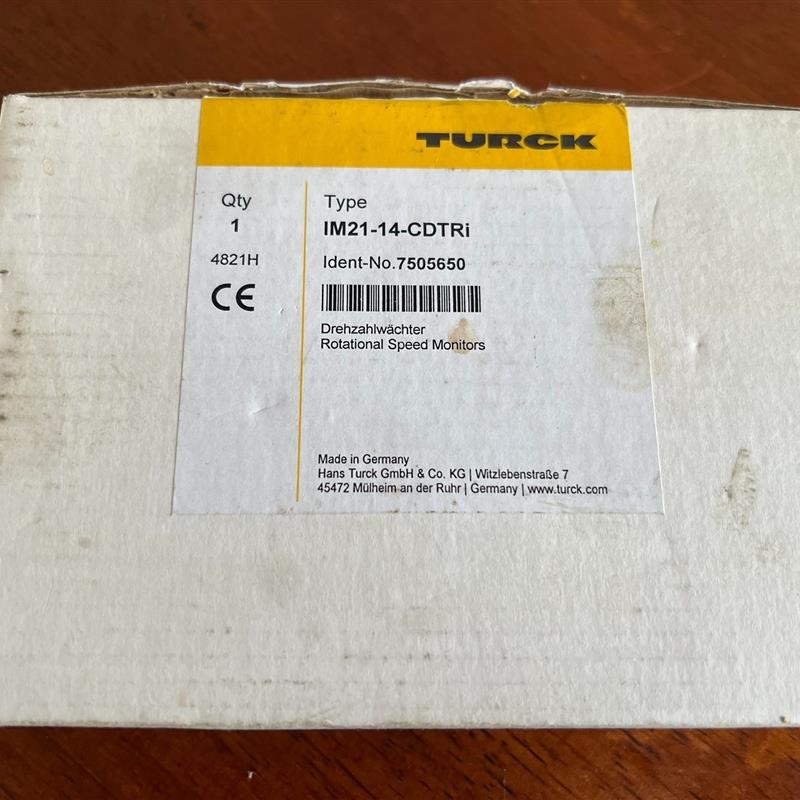 TURCK
Qty
1
4821H
CE
Type
IM21-14-CDTRi
Ident-No.7505650
Drehzahlwächter
Rotational Speed Monitors
Made in Germany
Hans Turck GmbH & Co. KG | Witzlebenstraße 7
45472 Mülheim an der Ruhr | Germany | www.turck.com